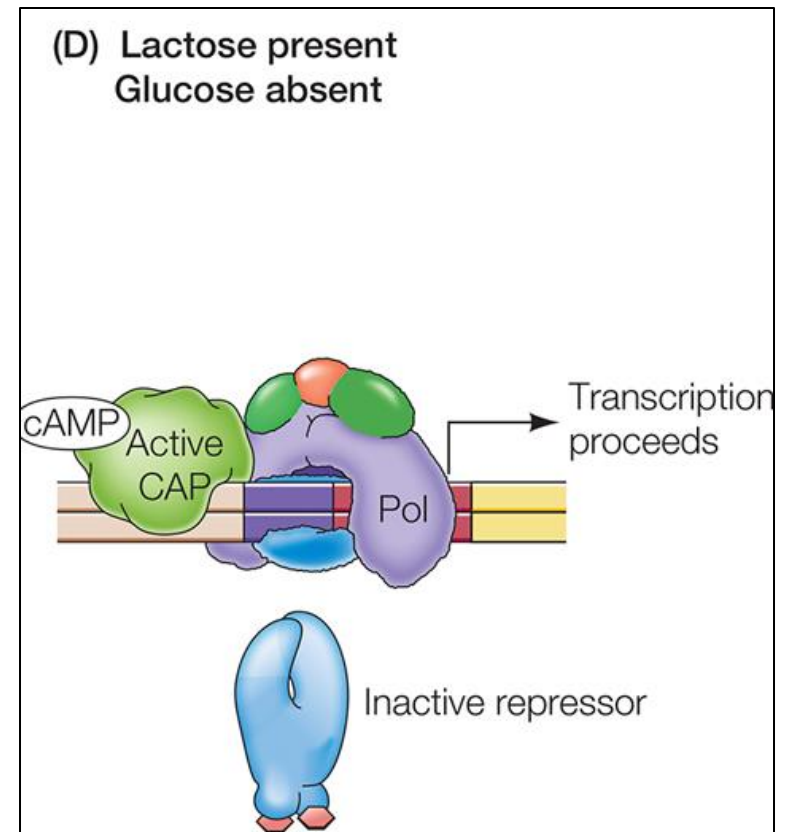 (D) Lactose present
Glucose absent
Transcription
proceeds
cAMP
Active
CAP
Pol
Inactive repressor